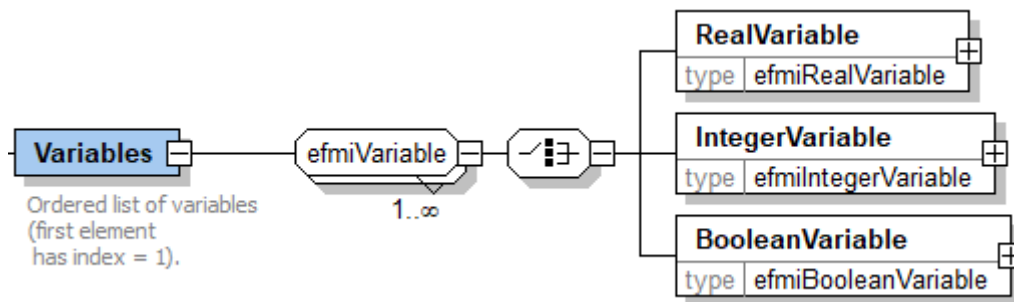 RealVariable
type efmiRealVariable
Variables
efmiVariable
1..∞
IntegerVariable
type efmiIntegerVariable
Ordered list of variables
(first element
has index = 1).
BooleanVariable
type efmiBooleanVariable